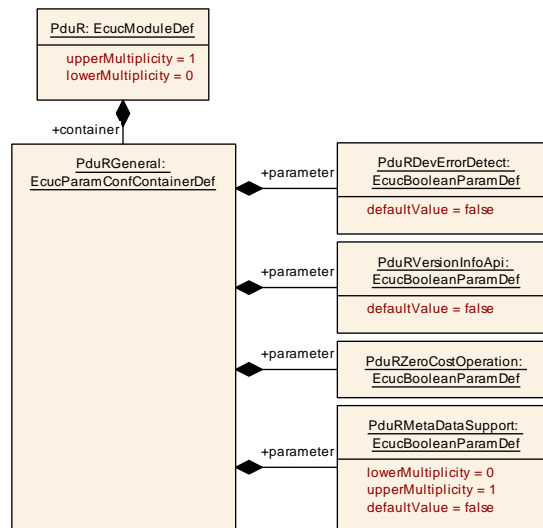 PduR: EcucModuleDef
upperMultiplicity = 1
lowerMultiplicity = 0
+container
PduRGeneral:
EcucParamConfContainerDef
+parameter
PduRDevErrorDetect:
EcucBooleanParamDef
defaultValue = false
+parameter
PduRVersionInfoApi:
EcucBooleanParamDef
defaultValue = false
+parameter
PduRZeroCostOperation:
EcucBooleanParamDef
+parameter
PduRMetaDataSupport:
EcucBooleanParamDef
lowerMultiplicity = 0
upperMultiplicity = 1
defaultValue = false